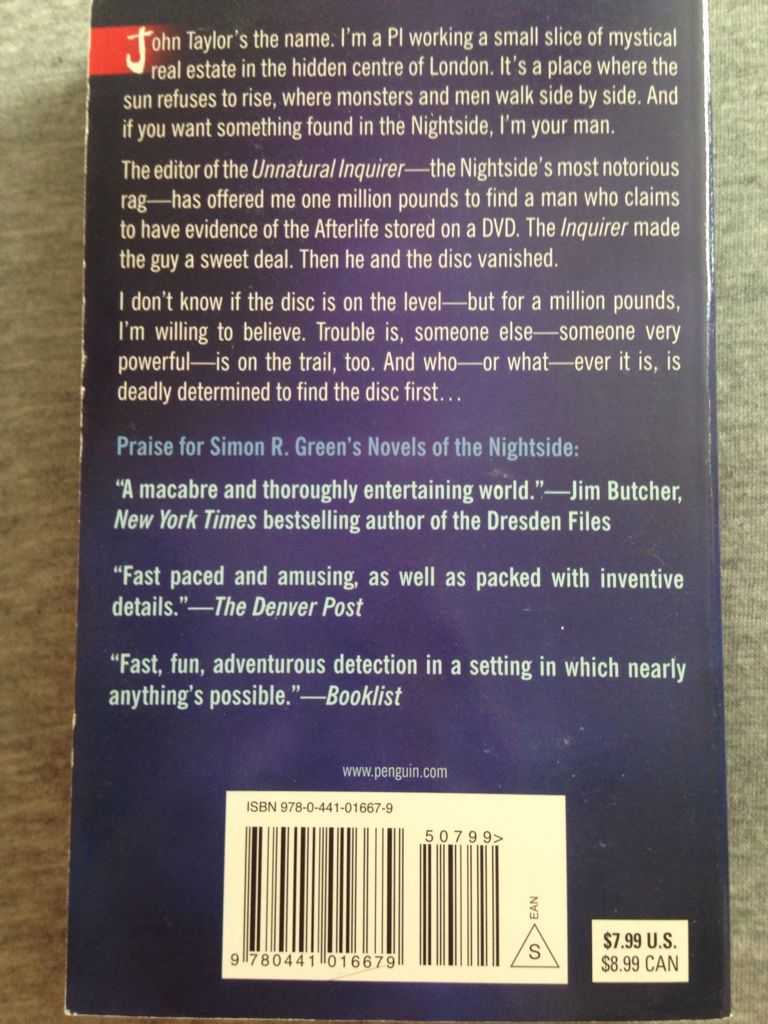 John Taylor's the name. I'm a PI working a small slice of mystical
real estate in the hidden centre of London. It's a place where the
sun refuses to rise, where monsters and men walk side by side. And
if you want something found in the Nightside, I'm your man.
The editor of the Unnatural Inquirer—the Nightside's most notorious
rag—has offered me one million pounds to find a man who claims
to have evidence of the Afterlife stored on a DVD. The Inquirer made
the guy a sweet deal. Then he and the disc vanished.
I don't know if the disc is on the level—but for a million pounds,
I'm willing to believe. Trouble is, someone else—someone very
powerful—is on the trail, too. And who—or what—ever it is, is
deadly determined to find the disc first...
Praise for Simon R. Green's Novels of the Nightside:
"A macabre and thoroughly entertaining world."—Jim Butcher,
New York Times bestselling author of the Dresden Files
"Fast paced and amusing, as well as packed with inventive
details."—The Denver Post
"Fast, fun, adventurous detection in a setting in which nearly
anything's possible."—Booklist
www.penguin.com
ISBN 978-0-441-01667-9
50799>
9 780441 016679
S
EAN
$7.99 U.S.
$8.99 CAN